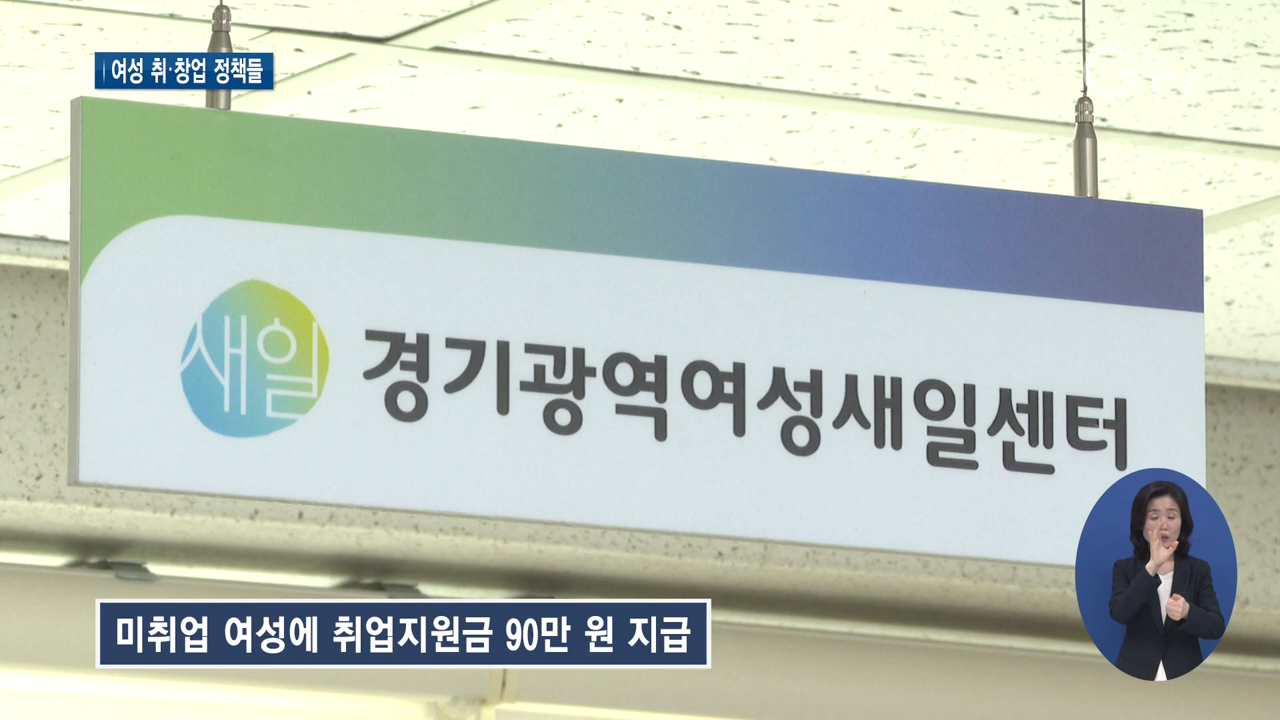 여성 취·창업 정책들
새일
경기광역여성새일센터
미취업 여성에 취업지원금 90만 원 지급